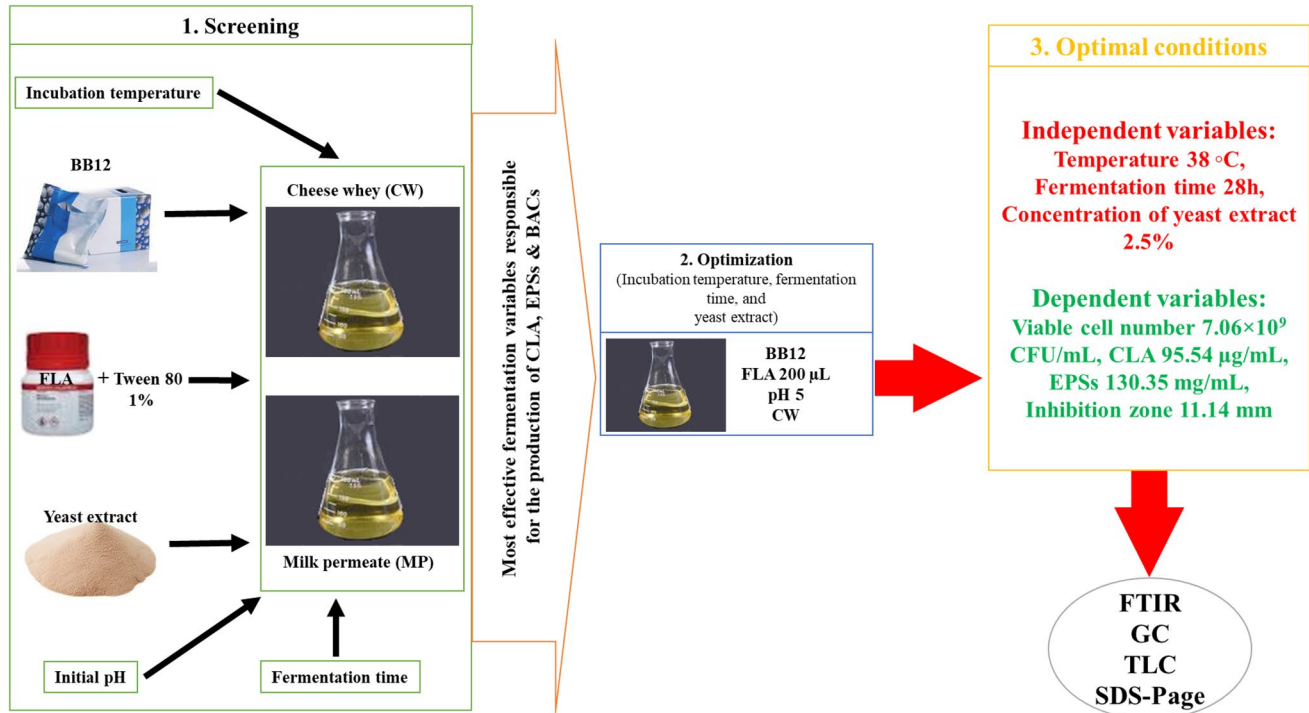 1. Screening
Incubation temperature
BB12
Cheese whey (CW)
FLA
+ Tween 80
1%
Yeast extract
Milk permeate (MP)
Initial pH
Fermentation time
Most effective fermentation variables responsible
for the production of CLA, EPSs & BACs
2. Optimization
(Incubation temperature, fermentation
time, and
yeast extract)
BB12
FLA 200 µL
pH 5
CW
3. Optimal conditions
Independent variables:
Temperature 38 °C,
Fermentation time 28h,
Concentration of yeast extract
2.5%
Dependent variables:
Viable cell number 7.06×10⁹
CFU/mL, CLA 95.54 µg/mL,
EPSs 130.35 mg/mL,
Inhibition zone 11.14 mm
FTIR
GC
TLC
SDS-Page